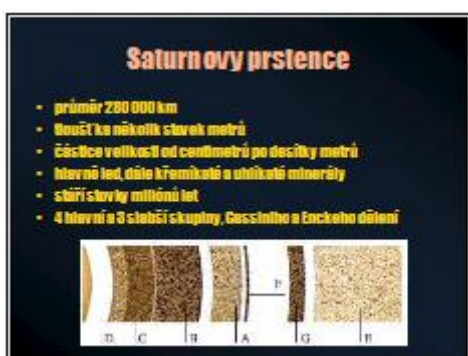 Saturnovy prstence
• průměr 280 000 km
• tloušťka několik stovek metrů
• částice velikosti od centimetrů po desítky metrů
• hlavně led, dále křemíkaté a uhlíkaté minerály
• stáří stovky miliónů let
• 4 hlavní a 3 slabší skupiny, Cassiniho a Enckeho dělení
F
D C B A G E